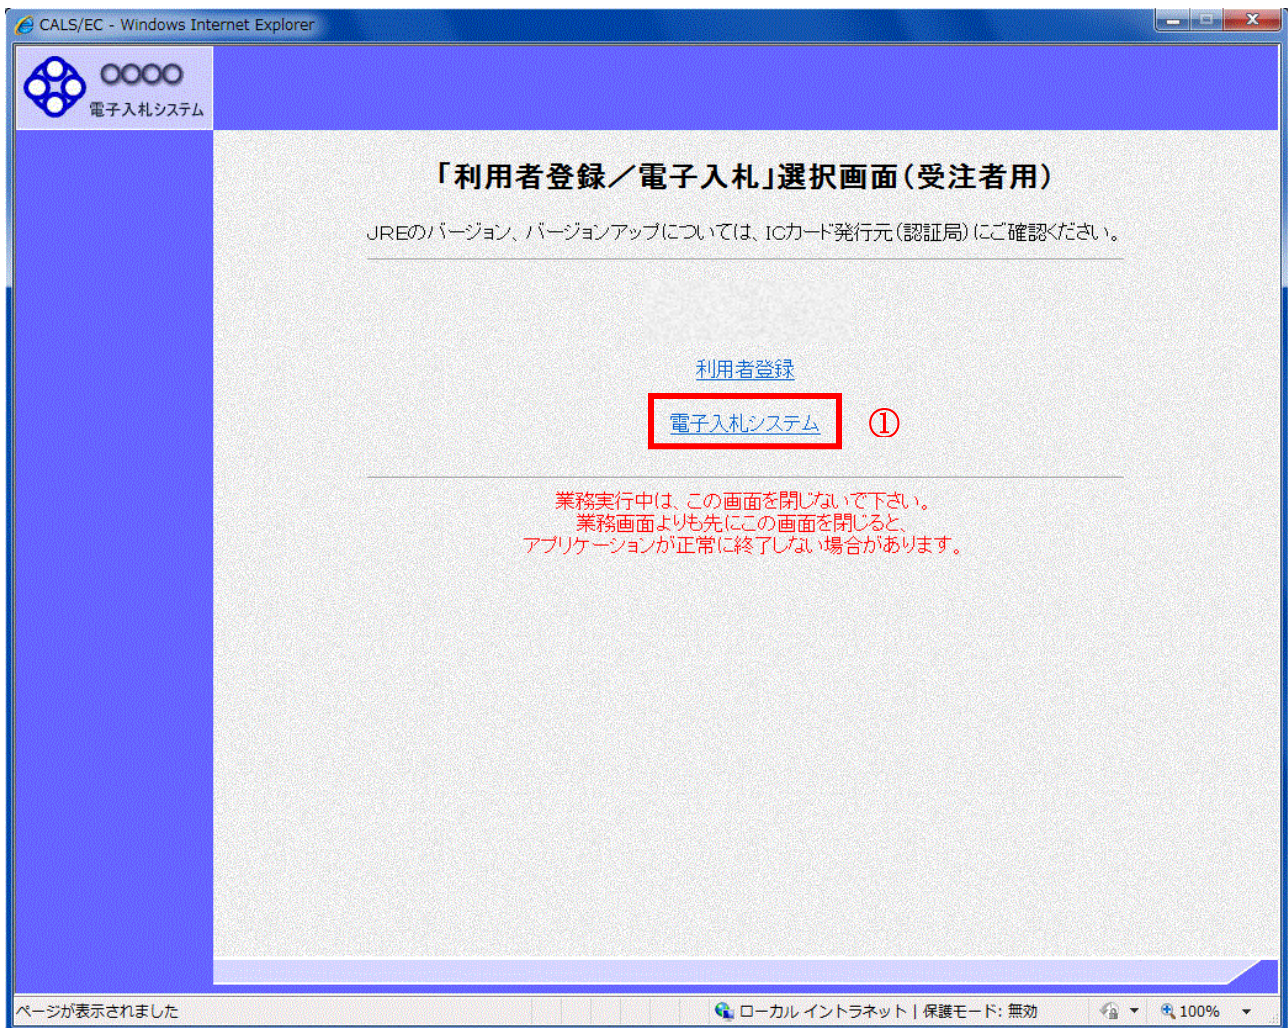 CALS/EC - Windows Internet Explorer
○○○○
電子入札システム
「利用者登録／電子入札」選択画面（受注者用）
JREのバージョン、バージョンアップについては、ICカード発行元（認証局）にご確認ください。
利用者登録
電子入札システム ①
業務実行中は、この画面を閉じないで下さい。
業務画面よりも先にこの画面を閉じると、
アプリケーションが正常に終了しない場合があります。
ページが表示されました ローカル イントラネット | 保護モード: 無効 100%